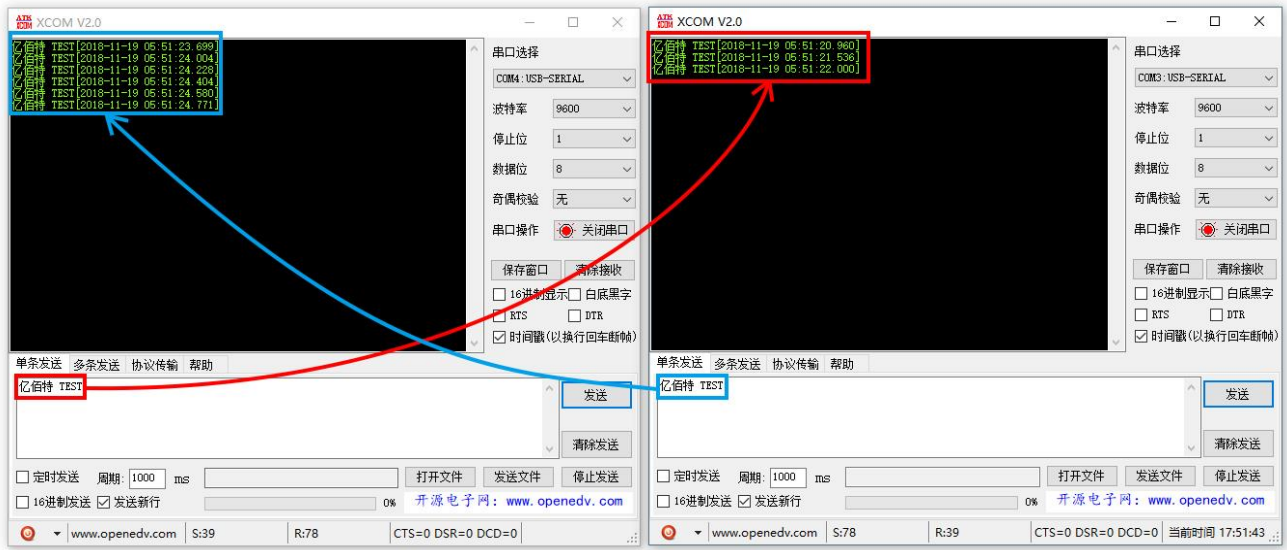 XCOM V2.0
亿佰特 TEST[2018-11-19 05:51:23.699]
亿佰特 TEST[2018-11-19 05:51:24.004]
亿佰特 TEST[2018-11-19 05:51:24.228]
亿佰特 TEST[2018-11-19 05:51:24.404]
亿佰特 TEST[2018-11-19 05:51:24.580]
亿佰特 TEST[2018-11-19 05:51:24.771]
串口选择
COM4:USB-SERIAL
波特率 9600
停止位 1
数据位 8
奇偶校验 无
串口操作 关闭串口
保存窗口 清除接收
16进制显示 白底黑字
RTS DTR
时间戳(以换行回车断帧)
单条发送 多条发送 协议传输 帮助
亿佰特 TEST
发送
清除发送
定时发送 周期: 1000 ms 打开文件 发送文件 停止发送
16进制发送 发送新行 0% 开源电子网: www.openedv.com
www.openedv.com S:39 R:78 CTS=0 DSR=0 DCD=0
XCOM V2.0
亿佰特 TEST[2018-11-19 05:51:20.960]
亿佰特 TEST[2018-11-19 05:51:21.536]
亿佰特 TEST[2018-11-19 05:51:22.000]
串口选择
COM3:USB-SERIAL
波特率 9600
停止位 1
数据位 8
奇偶校验 无
串口操作 关闭串口
保存窗口 清除接收
16进制显示 白底黑字
RTS DTR
时间戳(以换行回车断帧)
单条发送 多条发送 协议传输 帮助
亿佰特 TEST
发送
清除发送
定时发送 周期: 1000 ms 打开文件 发送文件 停止发送
16进制发送 发送新行 0% 开源电子网: www.openedv.com
www.openedv.com S:78 R:39 CTS=0 DSR=0 DCD=0 当前时间 17:51:43